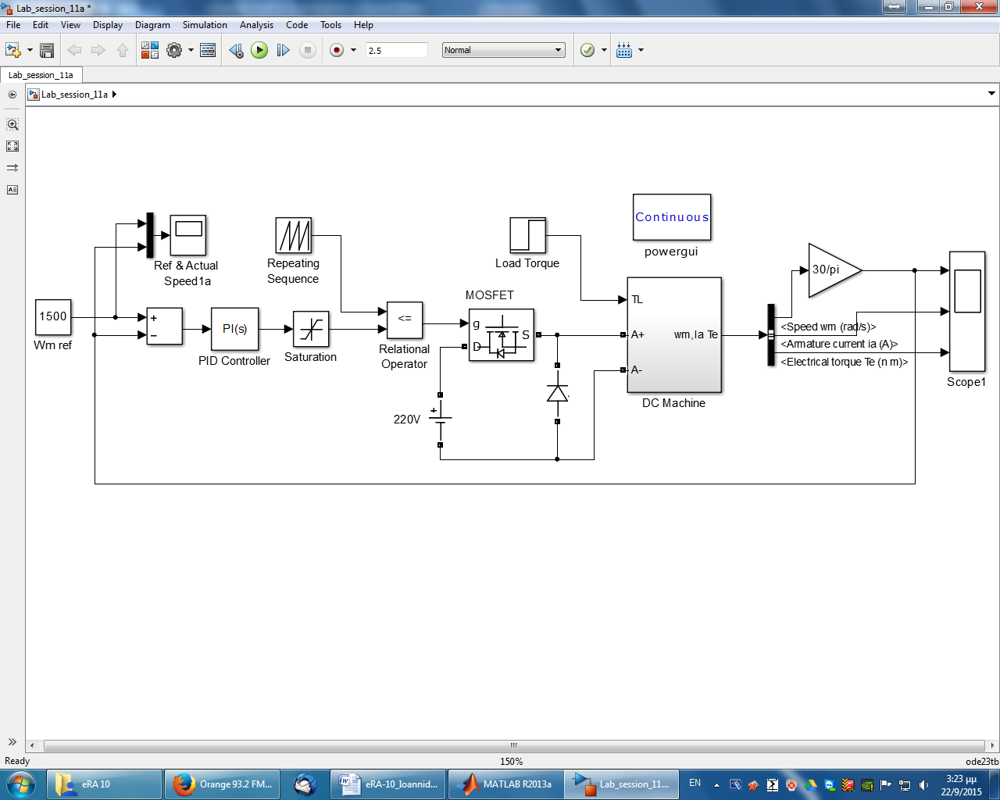 Lab_session_11a *
File Edit View Display Diagram Simulation Analysis Code Tools Help
2.5 Normal
Lab_session_11a
Lab_session_11a
Continuous
powergui
Ref & Actual
Speed1a
Repeating
Sequence
Load Torque
30/pi
MOSFET
TL
1500
Wm ref
+
−
PI(s)
PID Controller
Saturation
<=
Relational
Operator
g
D
S
A+
A-
wm,Ia Te
DC Machine
<Speed wm (rad/s)>
<Armature current ia (A)>
<Electrical torque Te (n m)>
Scope1
+
220V
Ready 150% ode23tb
eRA 10 Orange 93.2 FM... eRA-10_Ioannid... MATLAB R2013a Lab_session_11... EN 3:23 μμ
22/9/2015